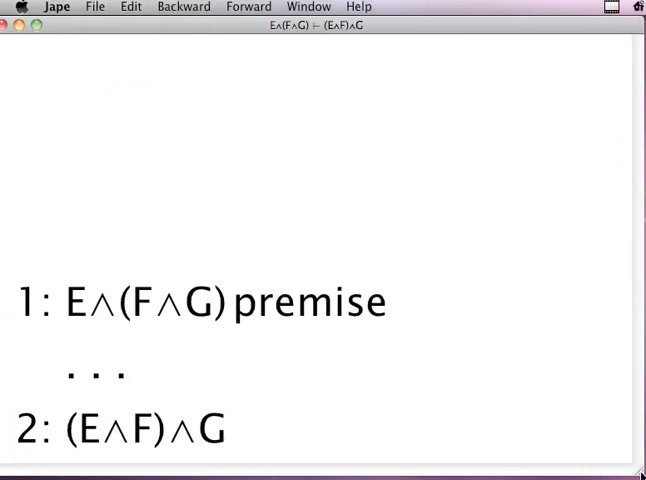 Jape File Edit Backward Forward Window Help
E∧(F∧G) ⊢ (E∧F)∧G
1: E∧(F∧G) premise
. . .
2: (E∧F)∧G